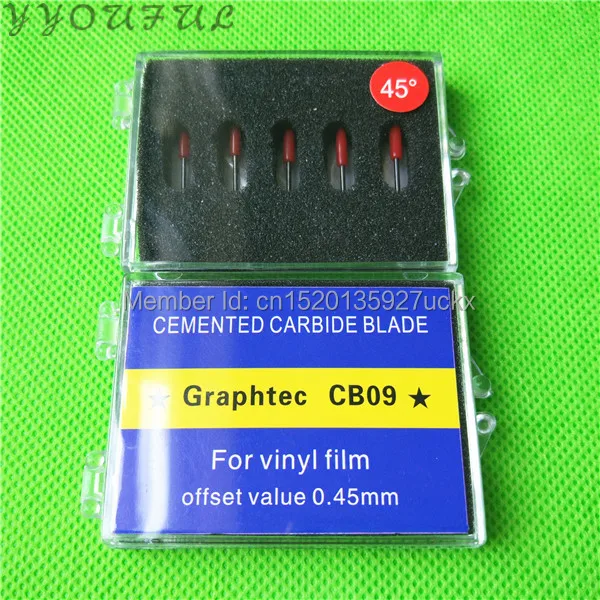 YYOUFUL
45°
Member Id: cn1520135927uckx
CEMENTED CARBIDE BLADE
★ Graphtec CB09 ★
For vinyl film
offset value 0.45mm